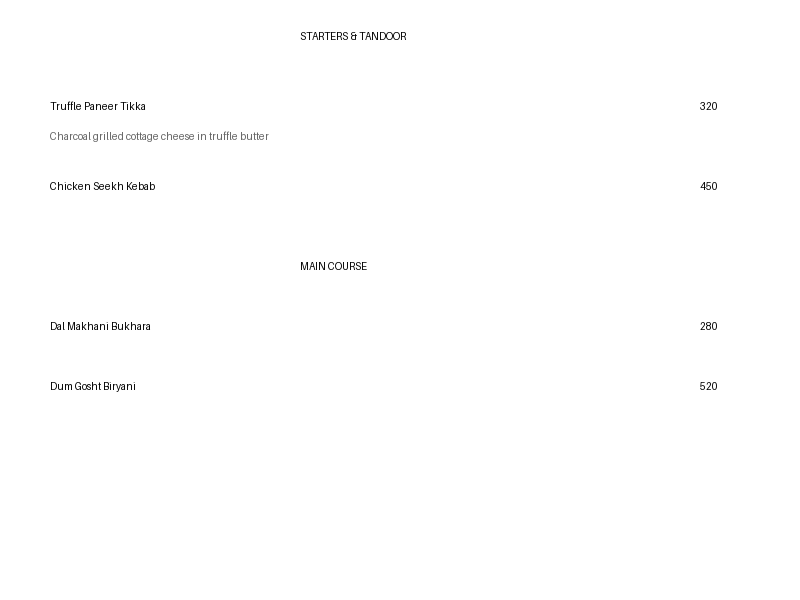 STARTERS & TANDOOR
Truffle Paneer Tikka 320
Charcoal grilled cottage cheese in truffle butter
Chicken Seekh Kebab 450
MAIN COURSE
Dal Makhani Bukhara 280
Dum Gosht Biryani 520